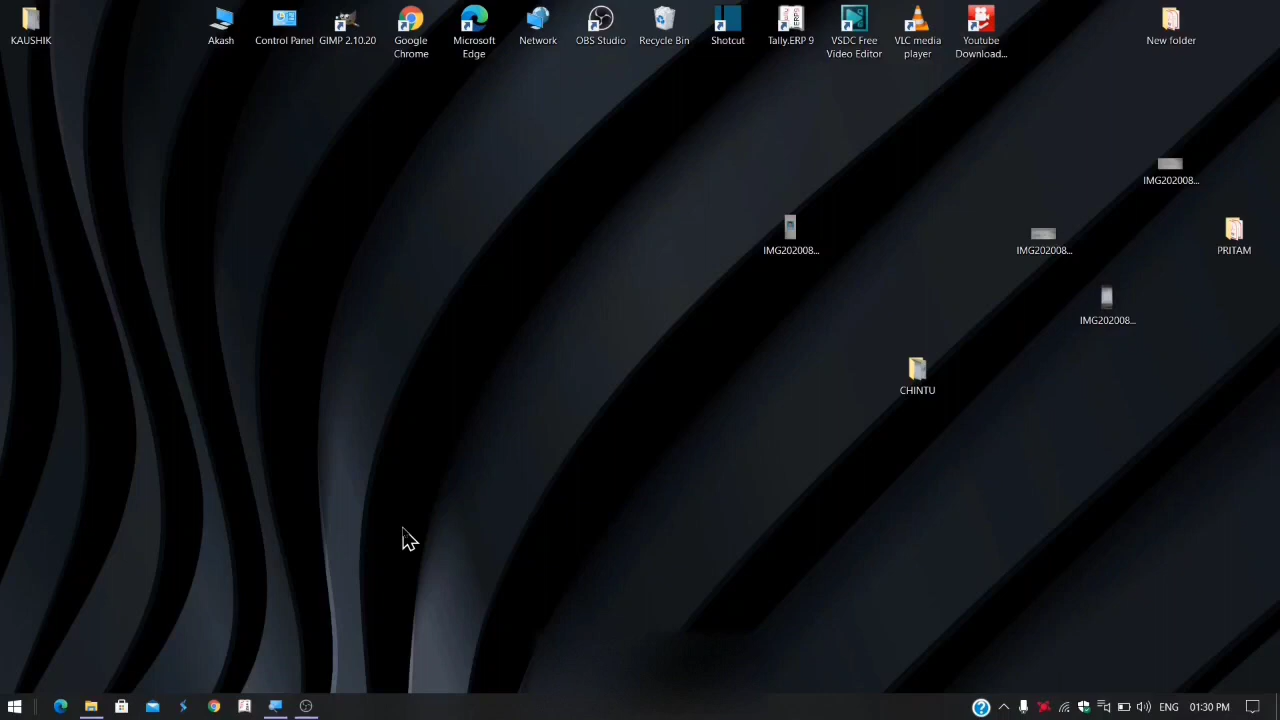 KAUSHIK
Akash
Control Panel
GIMP 2.10.20
Google
Chrome
Microsoft
Edge
Network
OBS Studio
Recycle Bin
Shotcut
Tally.ERP 9
VSDC Free
Video Editor
VLC media
player
Youtube
Download...
New folder
IMG202008...
IMG202008...
IMG202008...
PRITAM
IMG202008...
CHINTU
ENG
01:30 PM